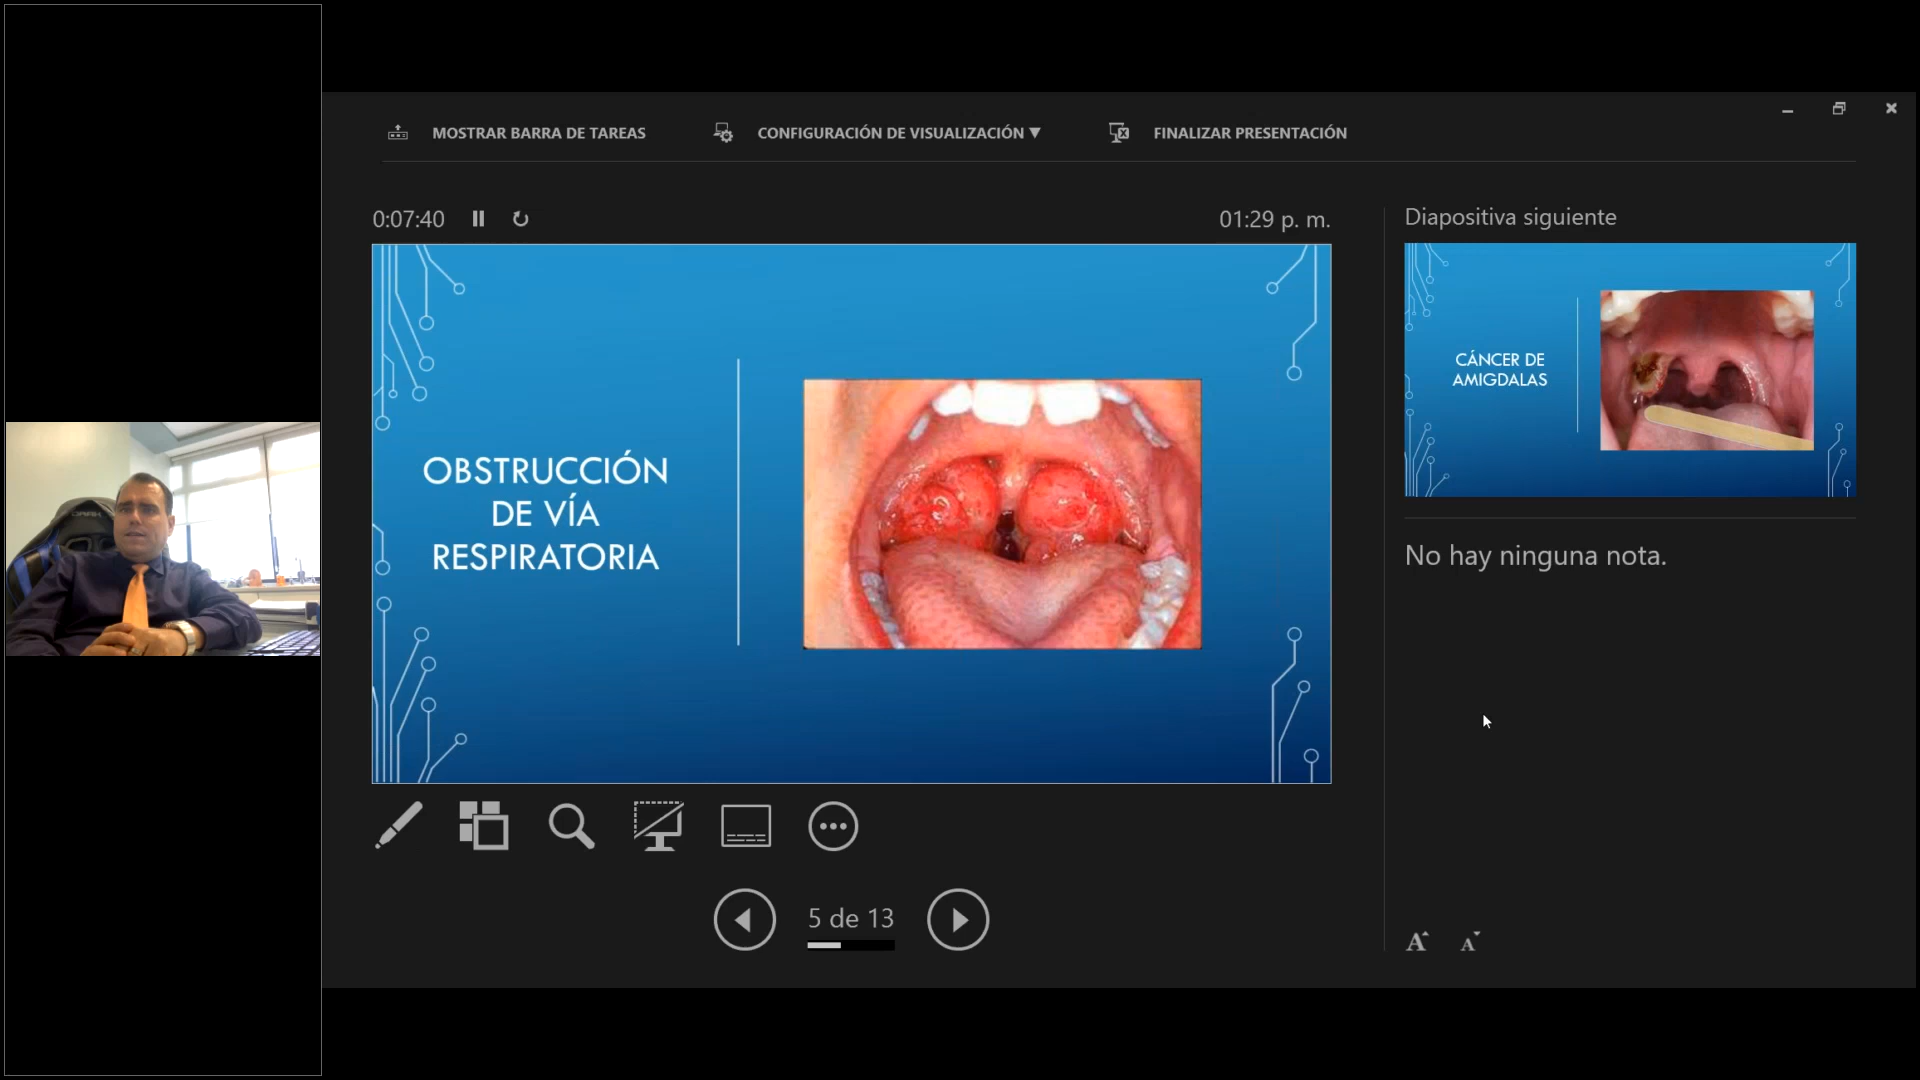 MOSTRAR BARRA DE TAREAS
CONFIGURACIÓN DE VISUALIZACIÓN ▼
FINALIZAR PRESENTACIÓN
0:07:40
01:29 p. m.
OBSTRUCCIÓN
DE VÍA
RESPIRATORIA
Diapositiva siguiente
CÁNCER DE
AMIGDALAS
No hay ninguna nota.
5 de 13
A
A